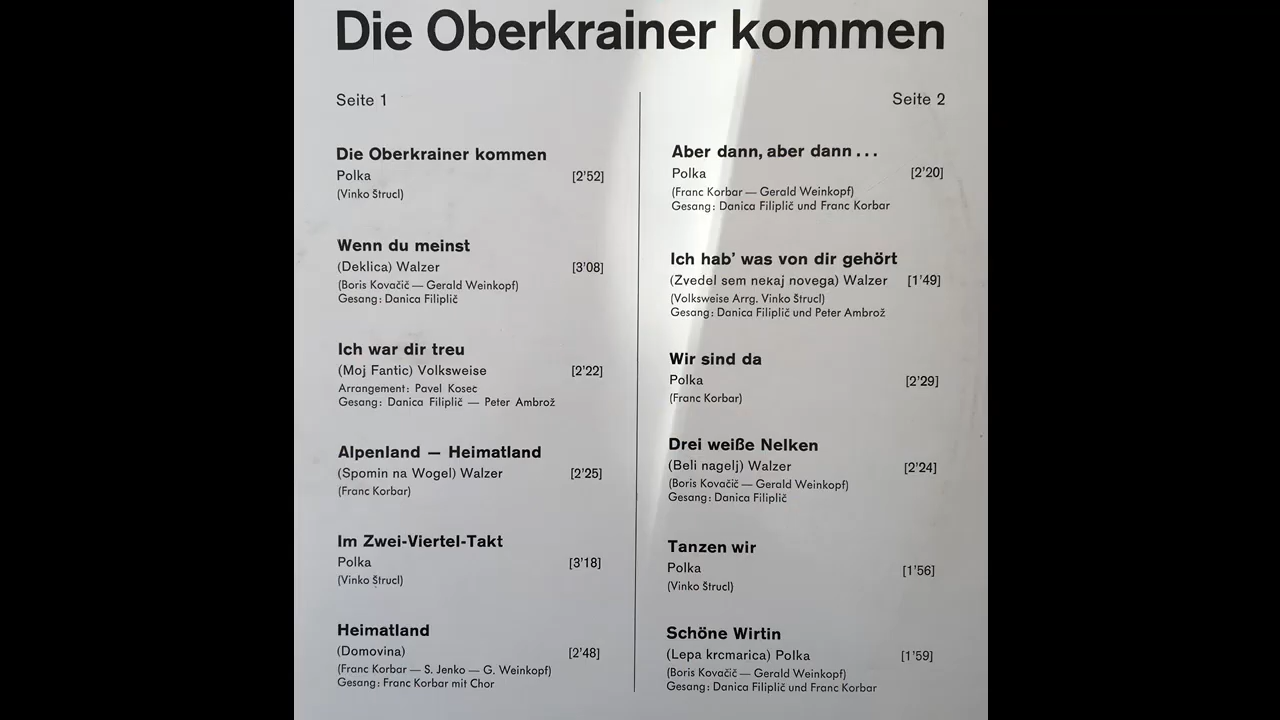 Die Oberkrainer kommen
Seite 1
Die Oberkrainer kommen
Polka [2'52]
(Vinko Štrucl)
Wenn du meinst
(Deklica) Walzer [3'08]
(Boris Kovačič — Gerald Weinkopf)
Gesang: Danica Filiplič
Ich war dir treu
(Moj Fantic) Volksweise [2'22]
Arrangement: Pavel Kosec
Gesang: Danica Filiplič — Peter Ambrož
Alpenland — Heimatland
(Spomin na Wogel) Walzer [2'25]
(Franc Korbar)
Im Zwei-Viertel-Takt
Polka [3'18]
(Vinko Štrucl)
Heimatland
(Domovina) [2'48]
(Franc Korbar — S. Jenko — G. Weinkopf)
Gesang: Franc Korbar mit Chor
Seite 2
Aber dann, aber dann . . .
Polka [2'20]
(Franc Korbar — Gerald Weinkopf)
Gesang: Danica Filiplič und Franc Korbar
Ich hab' was von dir gehört
(Zvedel sem nekaj novega) Walzer [1'49]
(Volksweise Arrg. Vinko Štrucl)
Gesang: Danica Filiplič und Peter Ambrož
Wir sind da
Polka [2'29]
(Franc Korbar)
Drei weiße Nelken
(Beli nagelj) Walzer [2'24]
(Boris Kovačič — Gerald Weinkopf)
Gesang: Danica Filiplič
Tanzen wir
Polka [1'56]
(Vinko Štrucl)
Schöne Wirtin
(Lepa krcmarica) Polka [1'59]
(Boris Kovačič — Gerald Weinkopf)
Gesang: Danica Filiplič und Franc Korbar